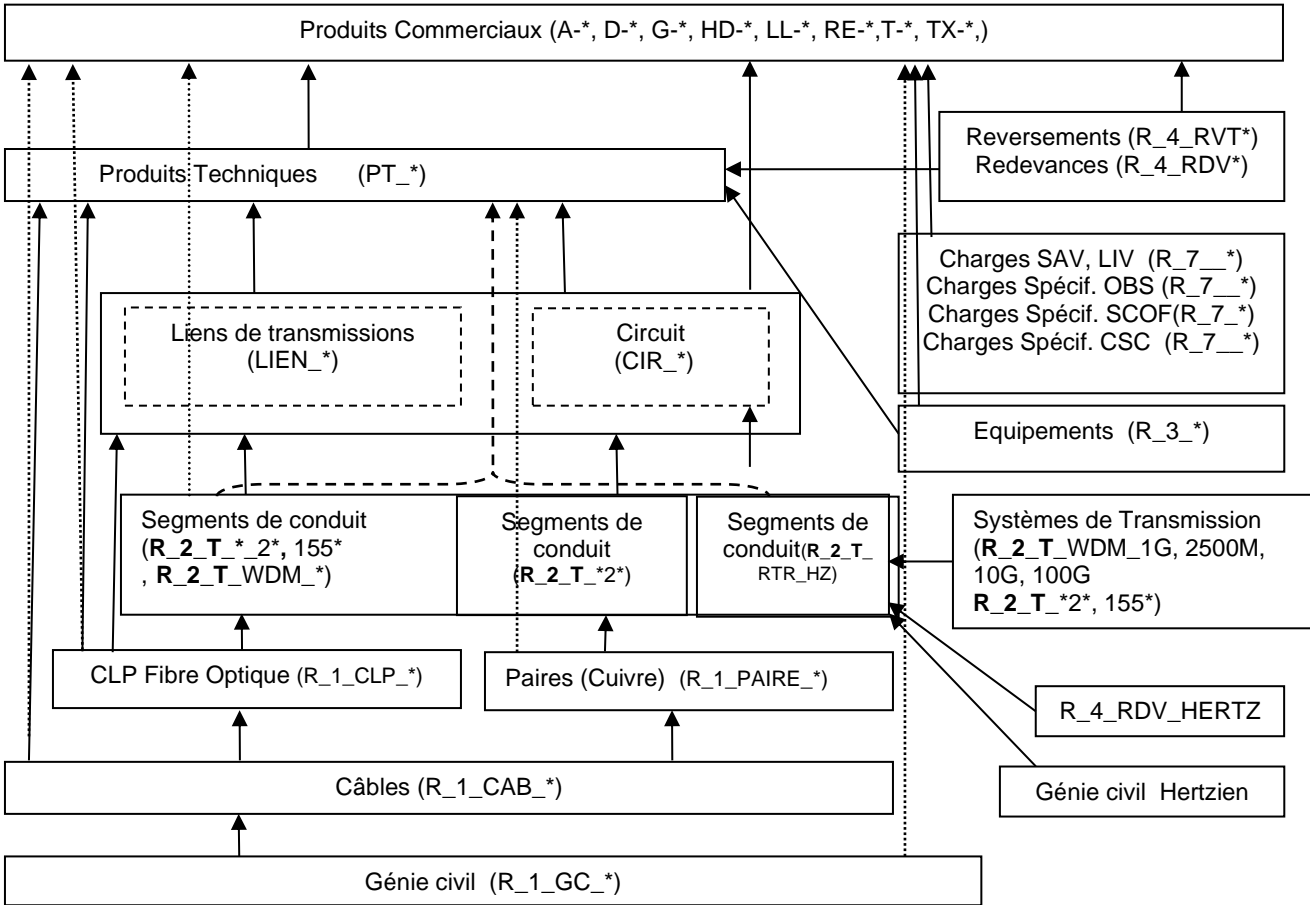 Produits Commerciaux (A-*, D-*, G-*, HD-*, LL-*, RE-*,T-*, TX-*,)
Reversements (R_4_RVT*)
Redevances (R_4_RDV*)
Produits Techniques (PT_*)
Charges SAV, LIV (R_7__*)
Charges Spécif. OBS (R_7__*)
Charges Spécif. SCOF(R_7_*)
Charges Spécif. CSC (R_7__*)
Liens de transmissions
(LIEN_*)
Circuit
(CIR_*)
Equipements (R_3_*)
Segments de conduit
(R_2_T_*_2*, 155*
, R_2_T_WDM_*)
Segments de
conduit
(R_2_T_*2*)
Segments de
conduit(R_2_T_
RTR_HZ)
Systèmes de Transmission
(R_2_T_WDM_1G, 2500M,
10G, 100G
R_2_T_*2*, 155*)
CLP Fibre Optique (R_1_CLP_*)
Paires (Cuivre) (R_1_PAIRE_*)
R_4_RDV_HERTZ
Câbles (R_1_CAB_*)
Génie civil Hertzien
Génie civil (R_1_GC_*)